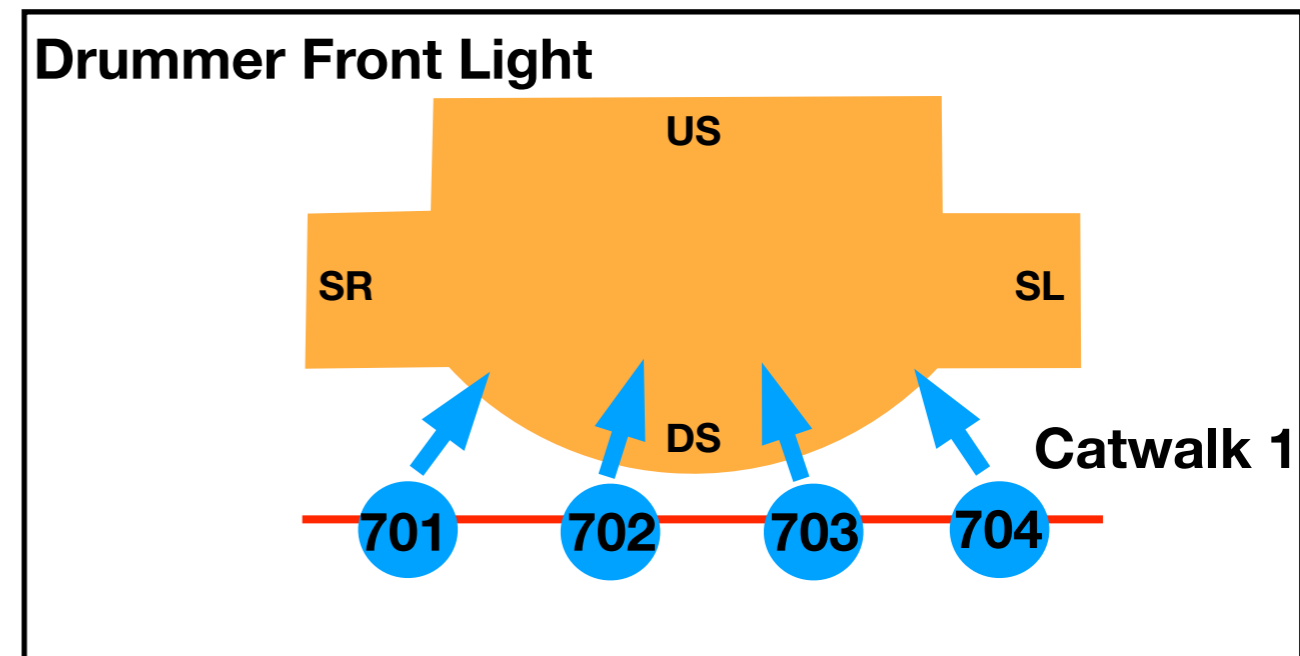 Drummer Front Light
US
SR
SL
DS
Catwalk 1
701
702
703
704